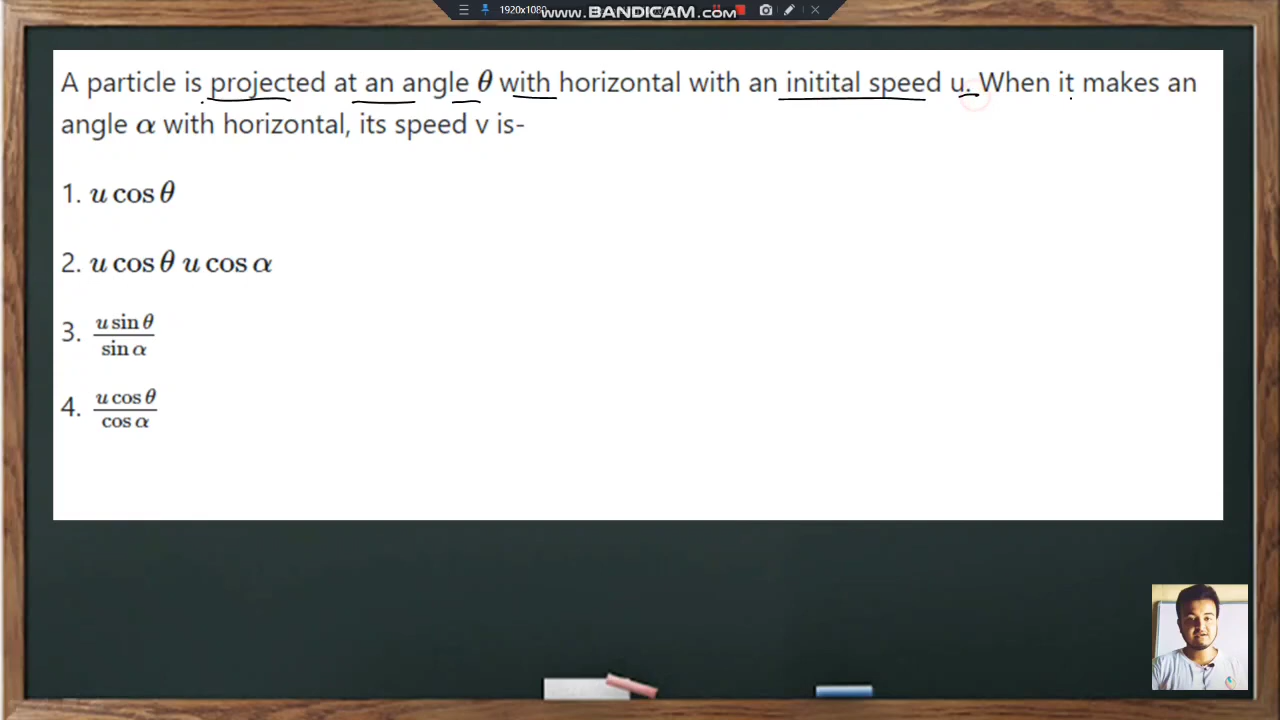 1920x1080
www.BANDICAM.com
A particle is projected at an angle θ with horizontal with an initital speed u. When it makes an
angle α with horizontal, its speed v is-
1. u cos θ
2. u cos θ u cos α
3. u sin θ / sin α
4. u cos θ / cos α